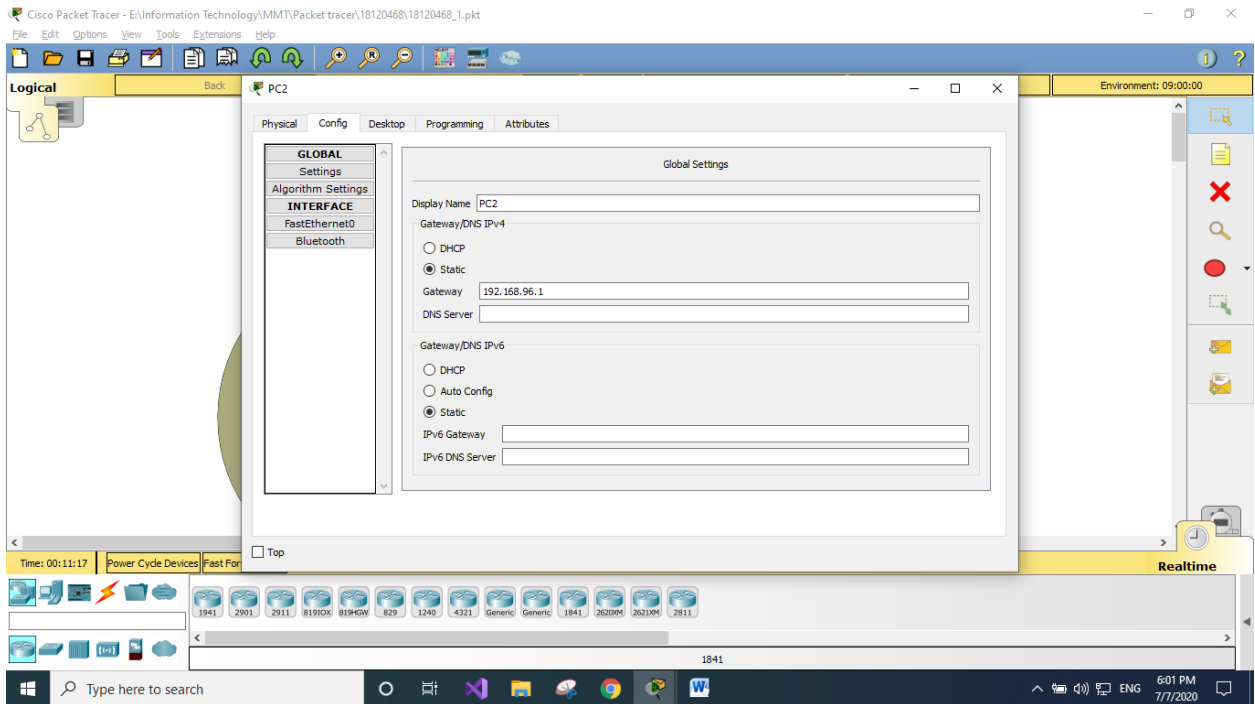 Cisco Packet Tracer - E:\Information Technology\MMT\Packet tracer\18120468\18120468_1.pkt
File Edit Options View Tools Extensions Help
Logical Back Environment: 09:00:00
PC2
Physical Config Desktop Programming Attributes
GLOBAL
Settings
Algorithm Settings
INTERFACE
FastEthernet0
Bluetooth
Global Settings
Display Name PC2
Gateway/DNS IPv4
DHCP
Static
Gateway 192.168.96.1
DNS Server
Gateway/DNS IPv6
DHCP
Auto Config
Static
IPv6 Gateway
IPv6 DNS Server
Top
Time: 00:11:17 Power Cycle Devices Fast For
Realtime
1941 2901 2911 819IOX 819HGW 829 1240 4321 Generic Generic 1841 2620XM 2621XM 2811
1841
Type here to search
ENG
6:01 PM
7/7/2020